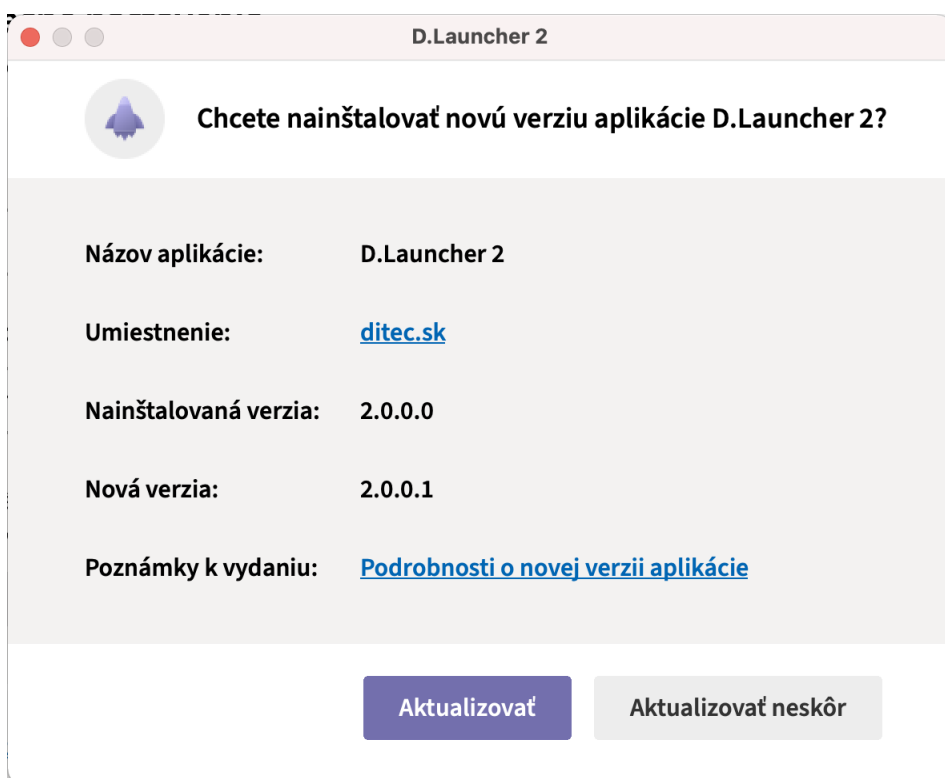 D.Launcher 2
Chcete nainštalovať novú verziu aplikácie D.Launcher 2?
Názov aplikácie: D.Launcher 2
Umiestnenie: ditec.sk
Nainštalovaná verzia: 2.0.0.0
Nová verzia: 2.0.0.1
Poznámky k vydaniu: Podrobnosti o novej verzii aplikácie
Aktualizovať Aktualizovať neskôr